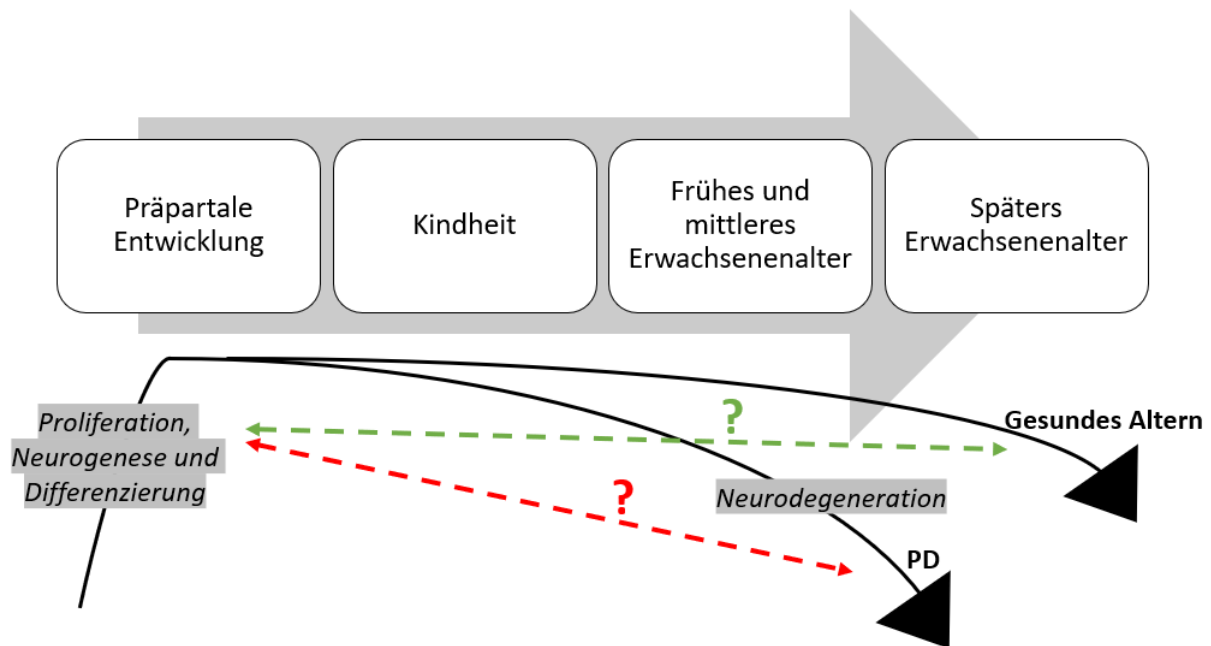 Präpartale
Entwicklung
Kindheit
Frühes und
mittleres
Erwachsenenalter
Späters
Erwachsenenalter
?
Gesundes Altern
Proliferation,
Neurogenese und
Differenzierung
?
Neurodegeneration
PD